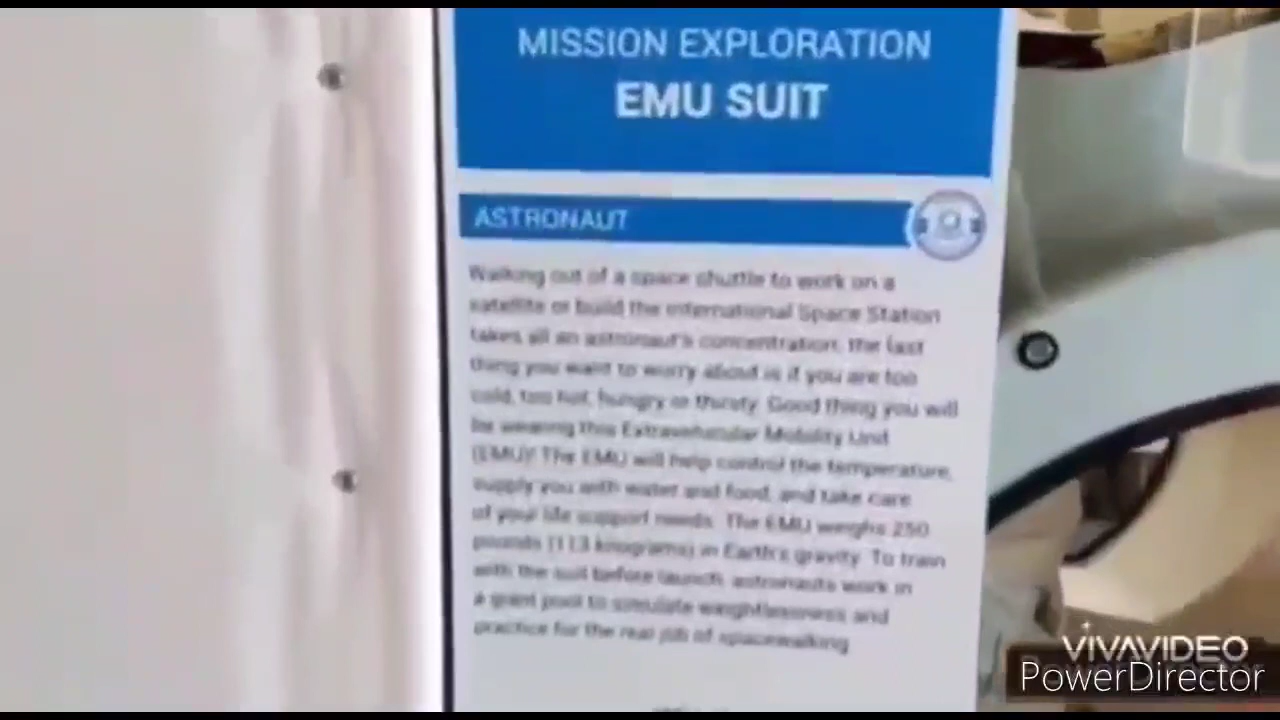 MISSION EXPLORATION
EMU SUIT
ASTRONAUT
Walking out of a space shuttle to work on a
satellite or build the International Space Station
takes all an astronaut's concentration, the last
thing you want to worry about is if you are too
cold, too hot, hungry or thirsty. Good thing you will
be wearing this Extravehicular Mobility Unit
(EMU)! The EMU will help control the temperature,
supply you with water and food, and take care
of your life support needs. The EMU weighs 250
pounds (113 kilograms) in Earth's gravity. To train
with the suit before launch, astronauts work in
a giant pool to simulate weightlessness and
practice for the real job of spacewalking
VIVAVIDEO
PowerDirector